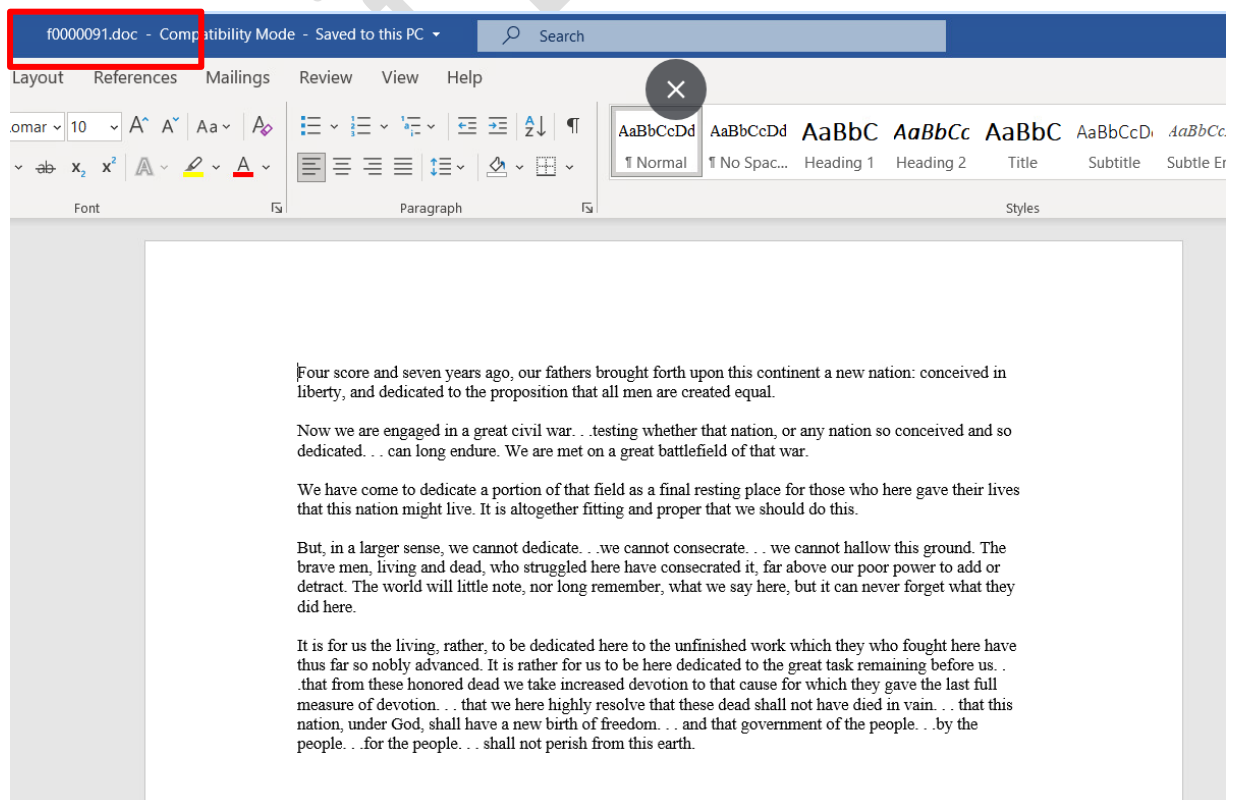 f0000091.doc - Compatibility Mode - Saved to this PC
Search
Layout References Mailings Review View Help
10 Aa
AaBbCcDd AaBbCcDd AaBbC AaBbCc AaBbC AaBbCcD AaBbCc
ab x₂ x² A A
¶ Normal ¶ No Spac... Heading 1 Heading 2 Title Subtitle Subtle Er
Font Paragraph Styles
Four score and seven years ago, our fathers brought forth upon this continent a new nation: conceived in
liberty, and dedicated to the proposition that all men are created equal.
Now we are engaged in a great civil war. . .testing whether that nation, or any nation so conceived and so
dedicated. . . can long endure. We are met on a great battlefield of that war.
We have come to dedicate a portion of that field as a final resting place for those who here gave their lives
that this nation might live. It is altogether fitting and proper that we should do this.
But, in a larger sense, we cannot dedicate. . .we cannot consecrate. . . we cannot hallow this ground. The
brave men, living and dead, who struggled here have consecrated it, far above our poor power to add or
detract. The world will little note, nor long remember, what we say here, but it can never forget what they
did here.
It is for us the living, rather, to be dedicated here to the unfinished work which they who fought here have
thus far so nobly advanced. It is rather for us to be here dedicated to the great task remaining before us. .
.that from these honored dead we take increased devotion to that cause for which they gave the last full
measure of devotion. . . that we here highly resolve that these dead shall not have died in vain. . . that this
nation, under God, shall have a new birth of freedom. . . and that government of the people. . .by the
people. . .for the people. . . shall not perish from this earth.